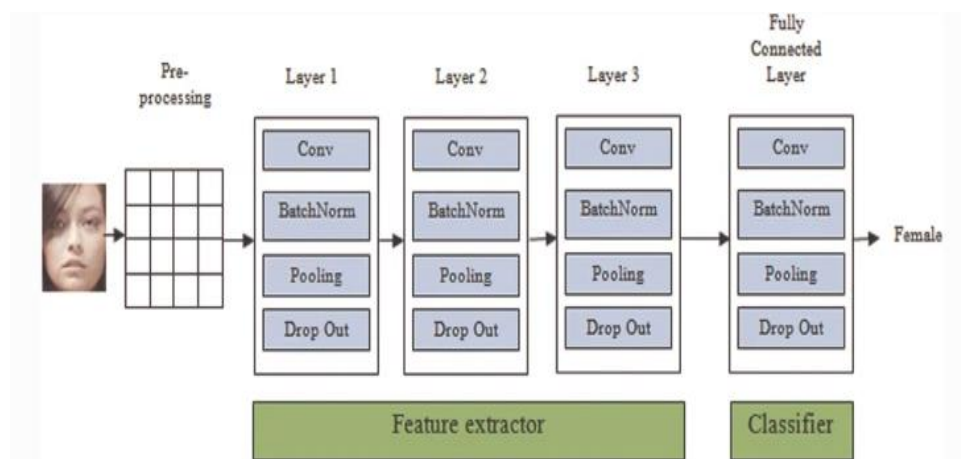 Pre-
processing
Layer 1
Layer 2
Layer 3
Fully
Connected
Layer
Conv
BatchNorm
Pooling
Drop Out
Conv
BatchNorm
Pooling
Drop Out
Conv
BatchNorm
Pooling
Drop Out
Conv
BatchNorm
Pooling
Drop Out
Female
Feature extractor
Classifier